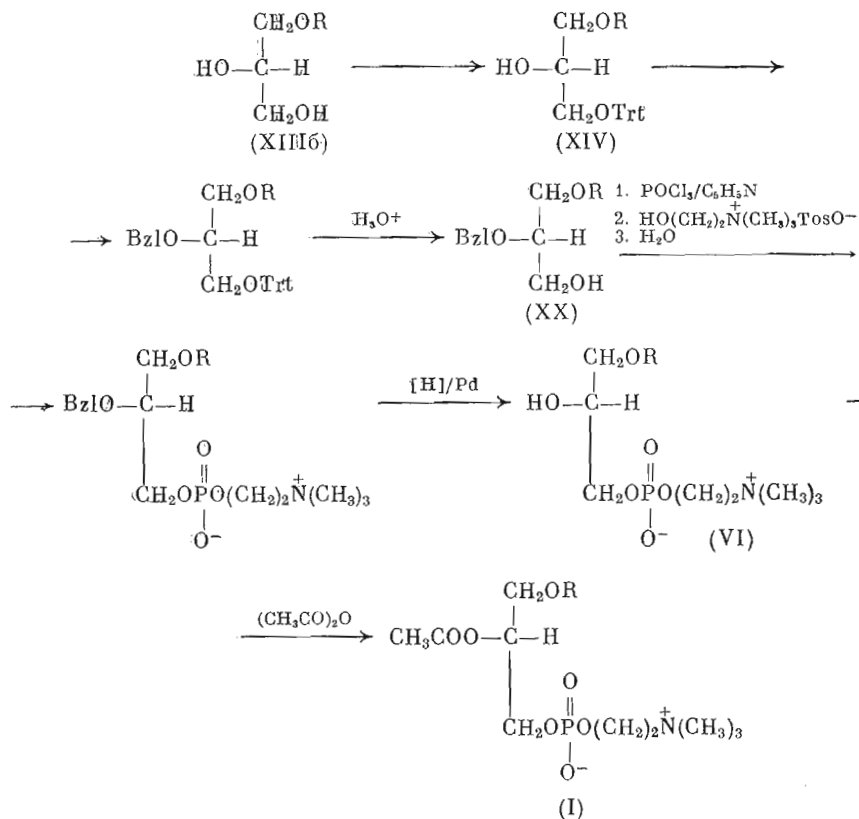 CH₂OR CH₂OR
HO—C—H HO—C—H
CH₂OH CH₂OTrt
(XIIIб) (XIV)
CH₂OR CH₂OR 1. POCl₃/C₅H₅N
BzlO—C—H H₃O⁺ BzlO—C—H 2. HO(CH₂)₂N⁺(CH₃)₃TosO⁻
3. H₂O
CH₂OTrt CH₂OH
(XX)
CH₂OR CH₂OR
BzlO—C—H [H]/Pd HO—C—H
O O
CH₂OPO(CH₂)₂N⁺(CH₃)₃ CH₂OPO(CH₂)₂N⁺(CH₃)₃
O⁻ O⁻ (VI)
CH₂OR
(CH₃CO)₂O CH₃COO—C—H
O
CH₂OPO(CH₂)₂N⁺(CH₃)₃
O⁻
(I)